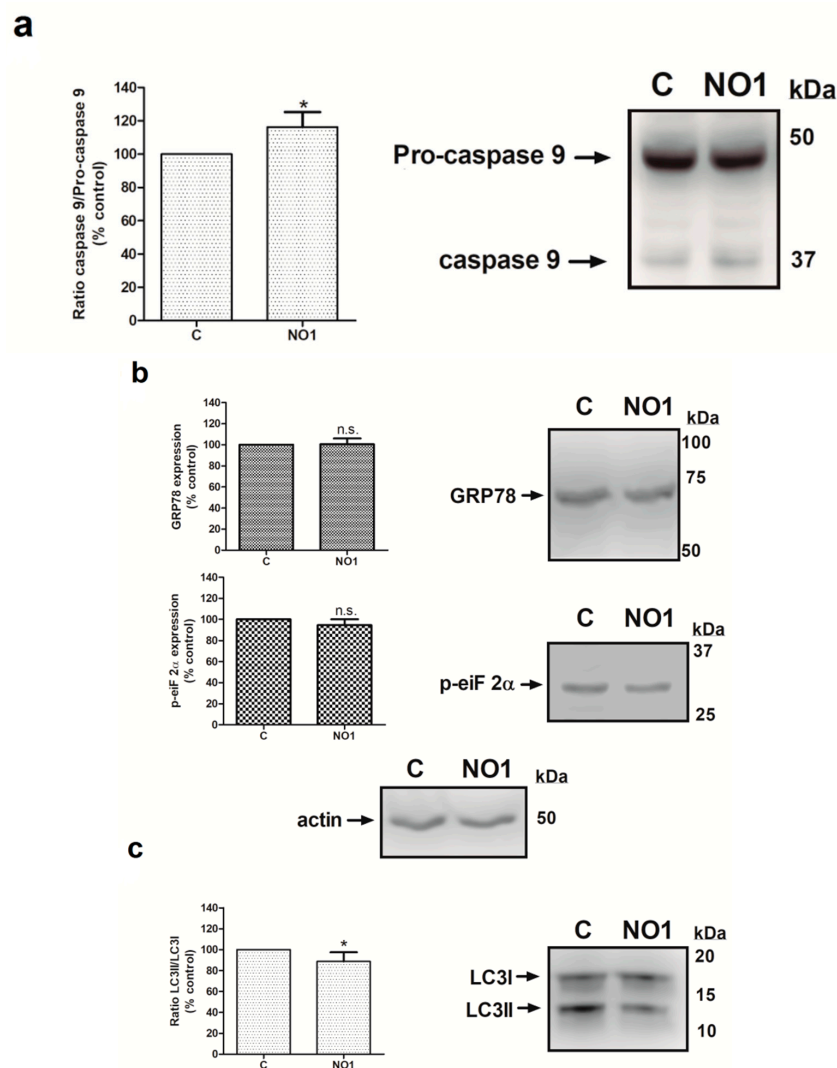 a
Ratio caspase 9/Pro-caspase 9
(% control)
140
120
100
80
60
40
20
0
*
C
NO1
C NO1 kDa
Pro-caspase 9
50
caspase 9
37
b
GRP78 expression
(% control)
140
120
100
80
60
40
20
0
n.s.
C
NO1
C NO1 kDa
100
75
GRP78
50
p-eiF 2α expression
(% control)
140
120
100
80
60
40
20
0
n.s.
C
NO1
C NO1 kDa
37
p-eiF 2α
25
C NO1 kDa
actin
50
c
Ratio LC3II/LC3I
(% control)
140
120
100
80
60
40
20
0
*
C
NO1
C NO1 kDa
20
LC3I
15
LC3II
10